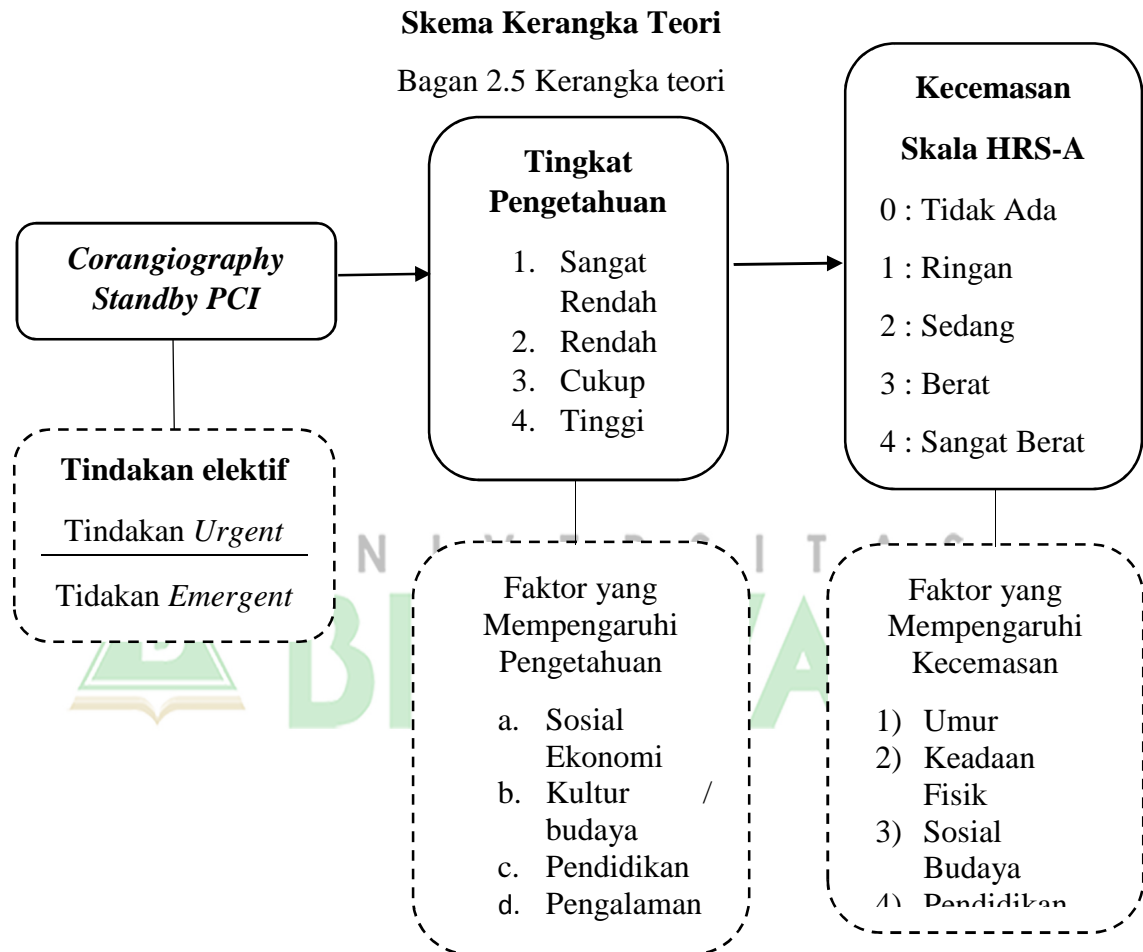 Skema Kerangka Teori
Bagan 2.5 Kerangka teori
Corangiography
Standby PCI
Tindakan elektif
Tindakan Urgent
Tidakan Emergent
Tingkat
Pengetahuan
1. Sangat
Rendah
2. Rendah
3. Cukup
4. Tinggi
Faktor yang
Mempengaruhi
Pengetahuan
a. Sosial
Ekonomi
b. Kultur /
budaya
c. Pendidikan
d. Pengalaman
Kecemasan
Skala HRS-A
0 : Tidak Ada
1 : Ringan
2 : Sedang
3 : Berat
4 : Sangat Berat
Faktor yang
Mempengaruhi
Kecemasan
1) Umur
2) Keadaan
Fisik
3) Sosial
Budaya
4) Pendidikan